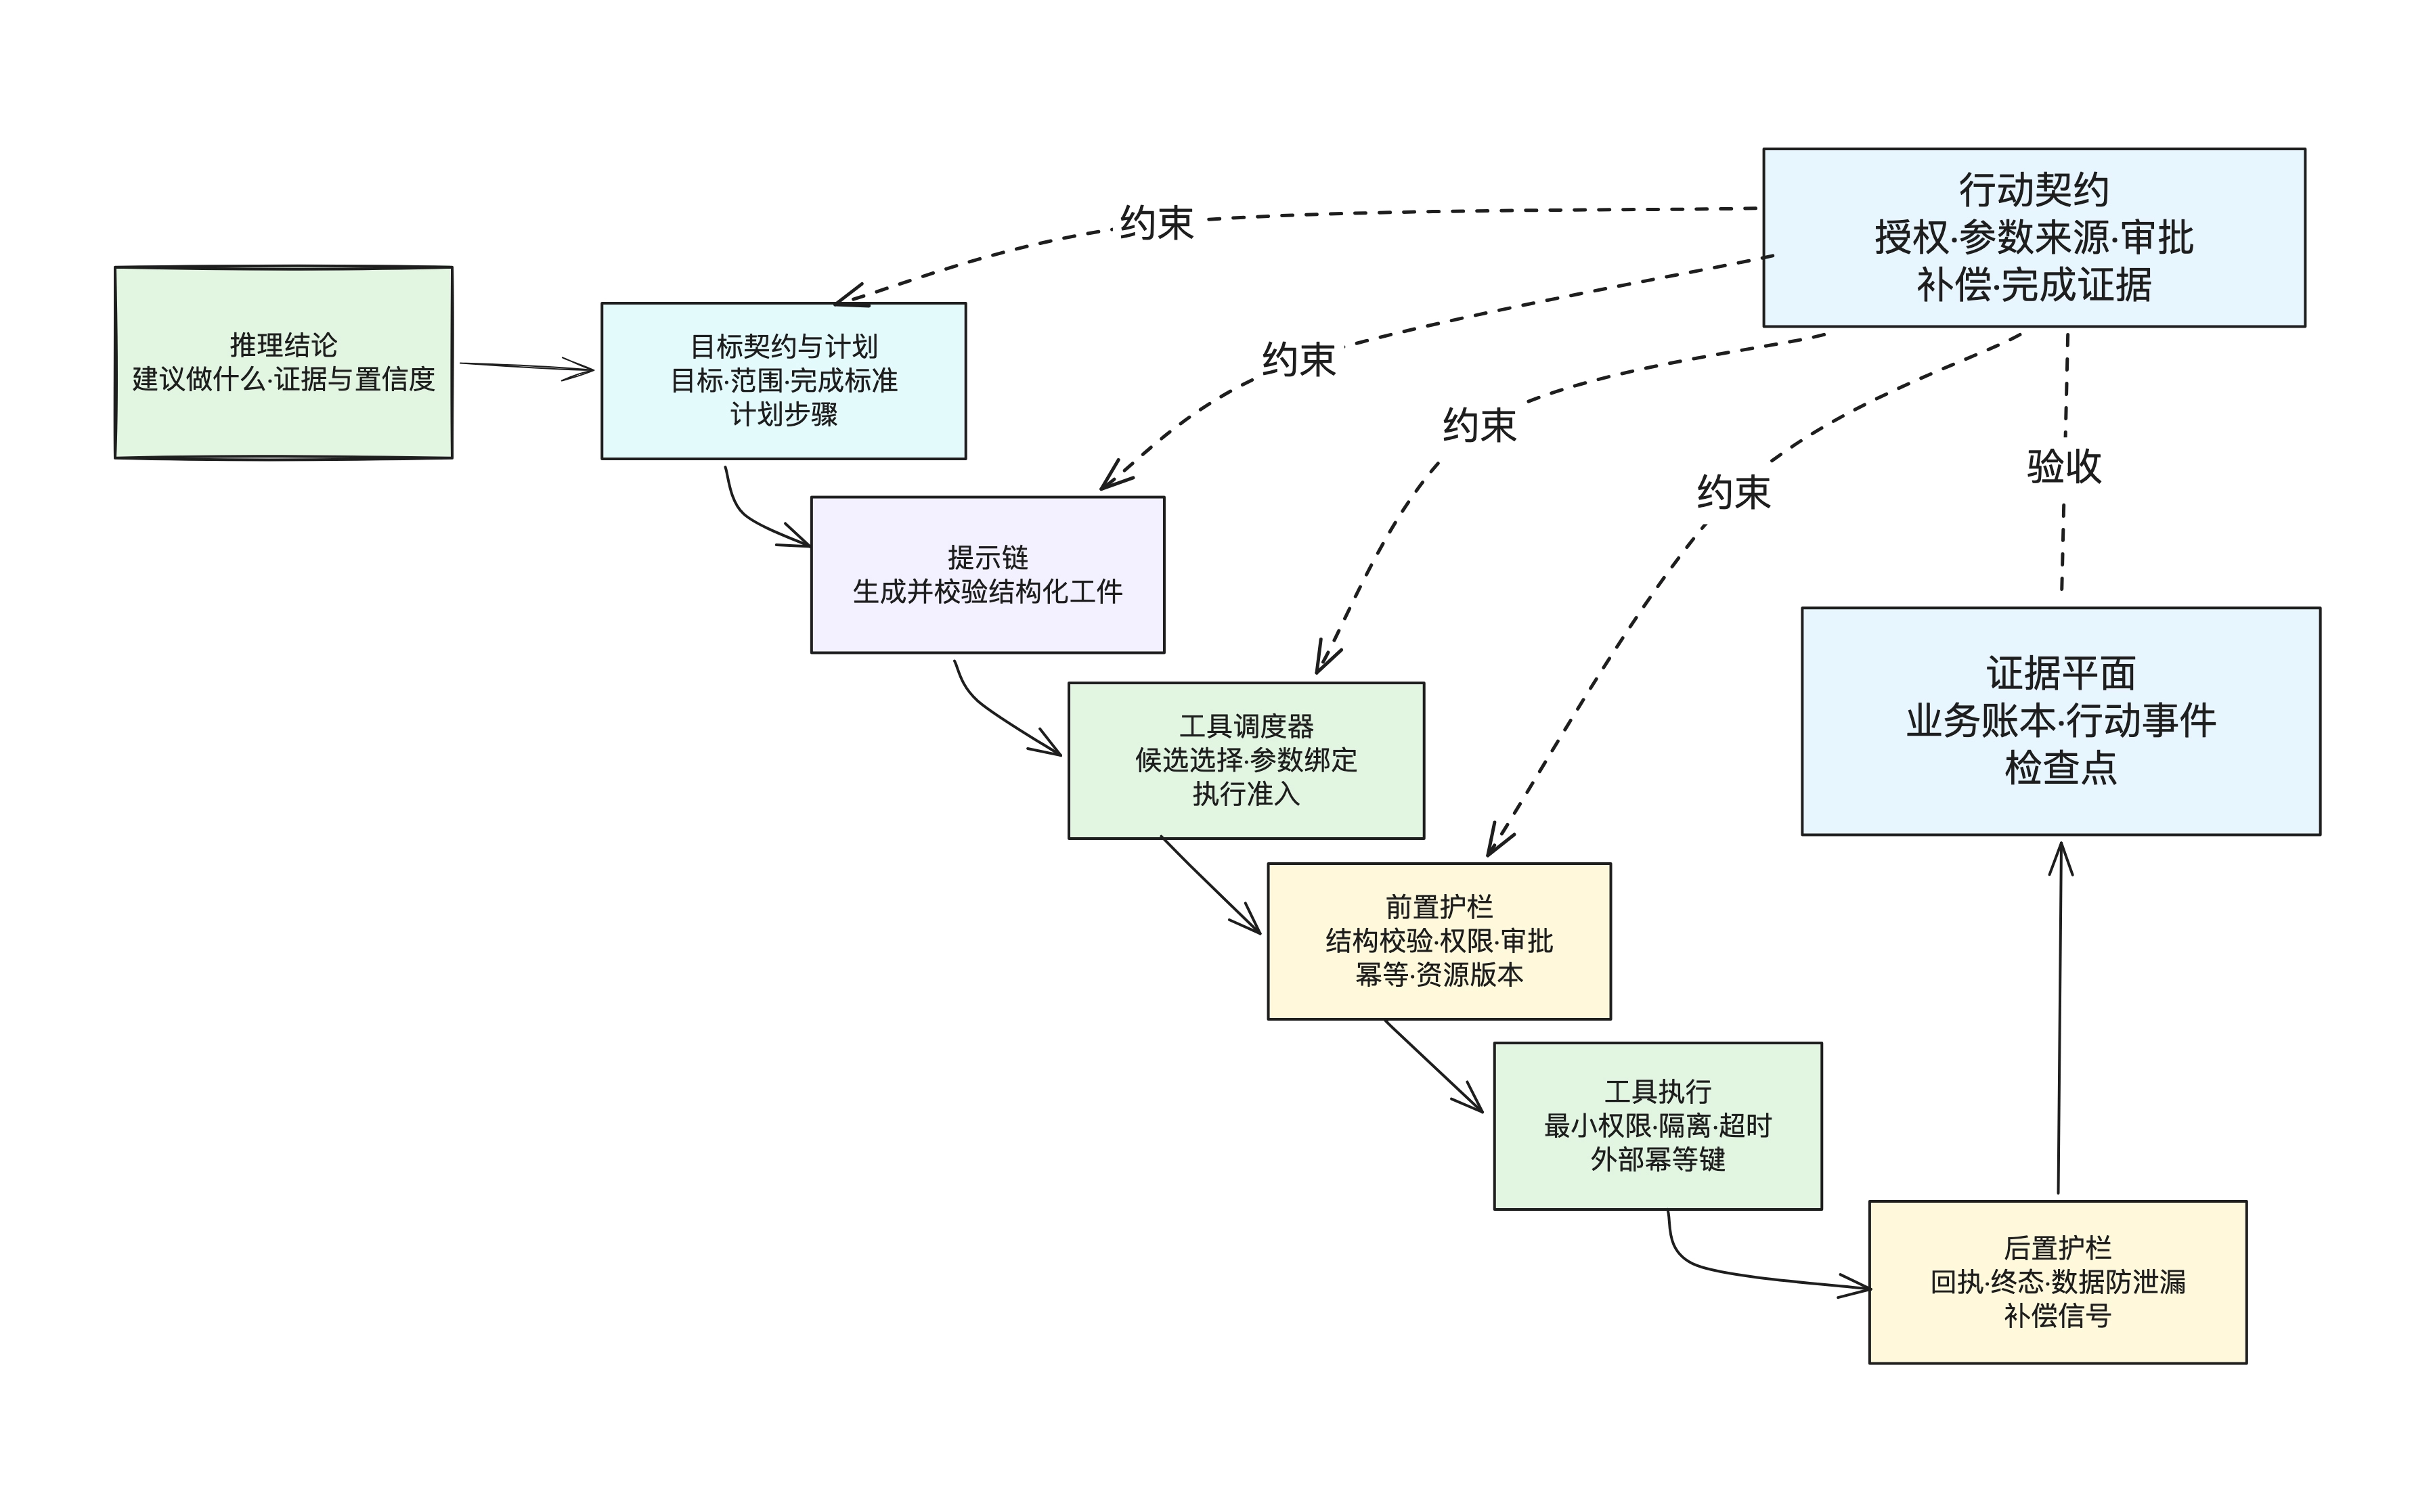 行动契约
授权·参数来源·审批
补偿·完成证据
约束
推理结论
建议做什么·证据与置信度
目标契约与计划
目标·范围·完成标准
计划步骤
约束
约束
约束
验收
提示链
生成并校验结构化工件
证据平面
业务账本·行动事件
检查点
工具调度器
候选选择·参数绑定
执行准入
前置护栏
结构校验·权限·审批
幂等·资源版本
工具执行
最小权限·隔离·超时
外部幂等键
后置护栏
回执·终态·数据防泄漏
补偿信号